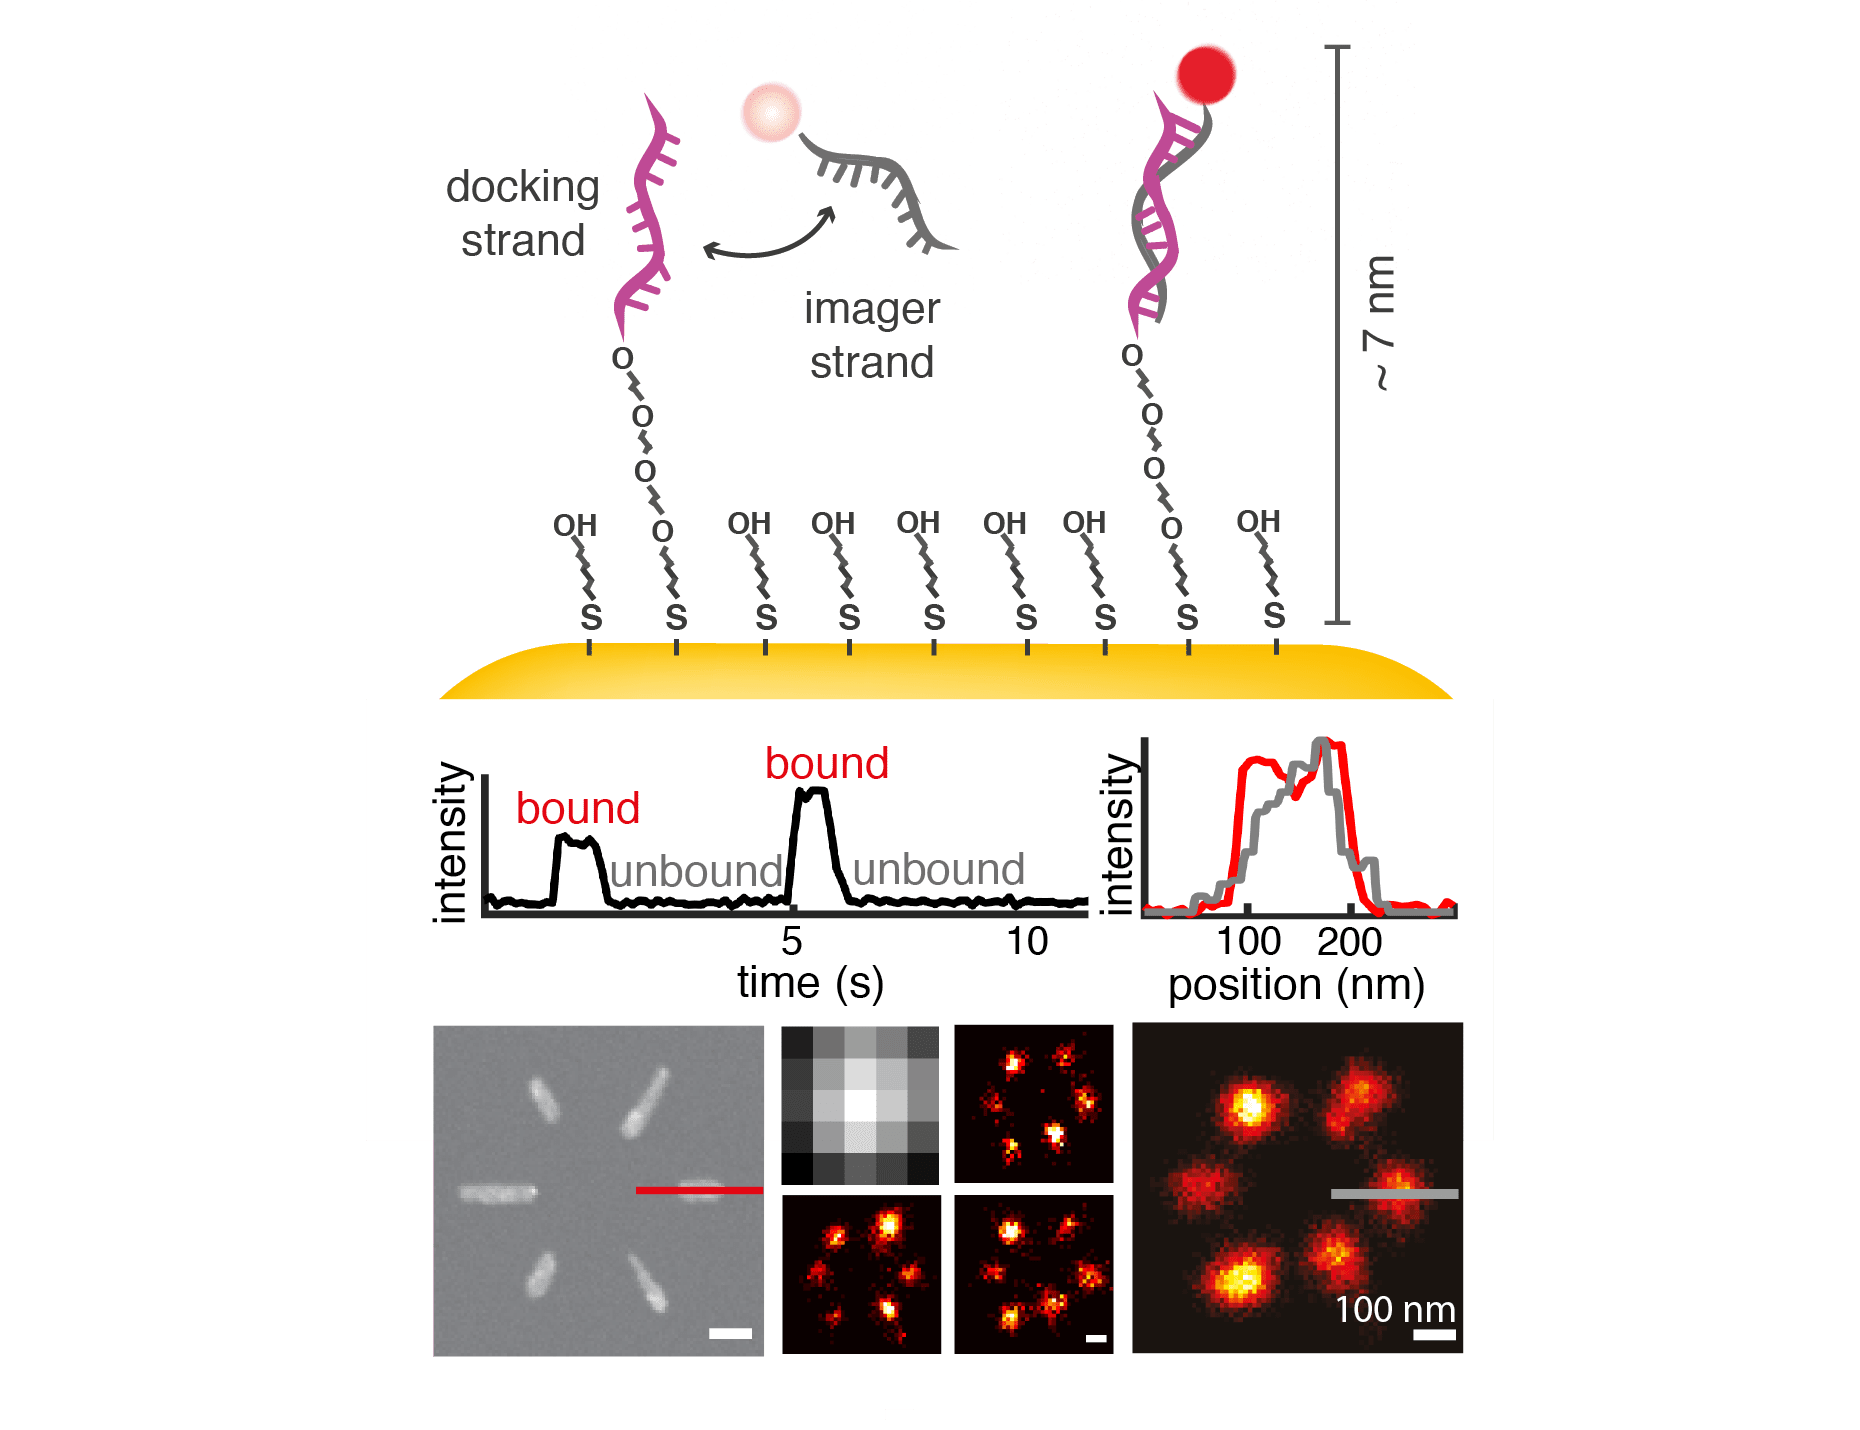 docking
strand
imager
strand
~ 7 nm
O
O
O
O
O
O
O
O
OH
OH
OH
OH
OH
OH
OH
S
S
S
S
S
S
S
S
S
intensity
bound
unbound
bound
unbound
5
10
time (s)
intensity
100
200
position (nm)
100 nm